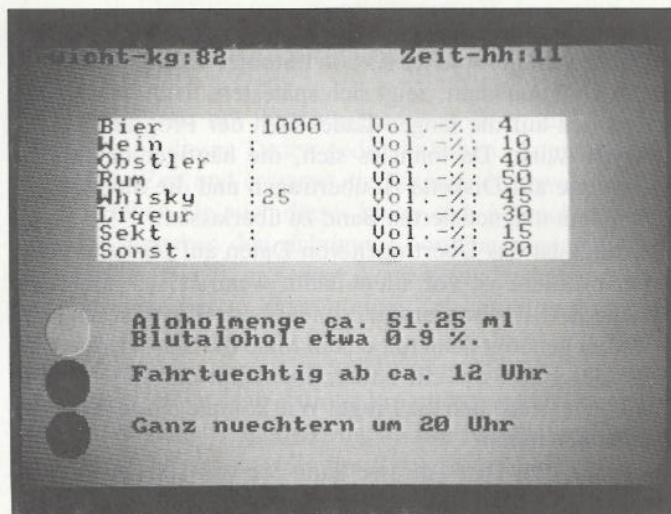 Zeit-hh:11
Bier :1000 Vol.-%: 4
Wein : Vol.-%: 10
Obstler : Vol.-%: 40
Rum : Vol.-%: 50
Whisky : 25 Vol.-%: 45
Liqeur : Vol.-%: 30
Sekt : Vol.-%: 15
Sonst. : Vol.-%: 20
Aloholmenge ca. 51.25 ml
Blutalohol etwa 0.9 %.
Fahrtuechtig ab ca. 12 Uhr
Ganz nuechtern um 20 Uhr